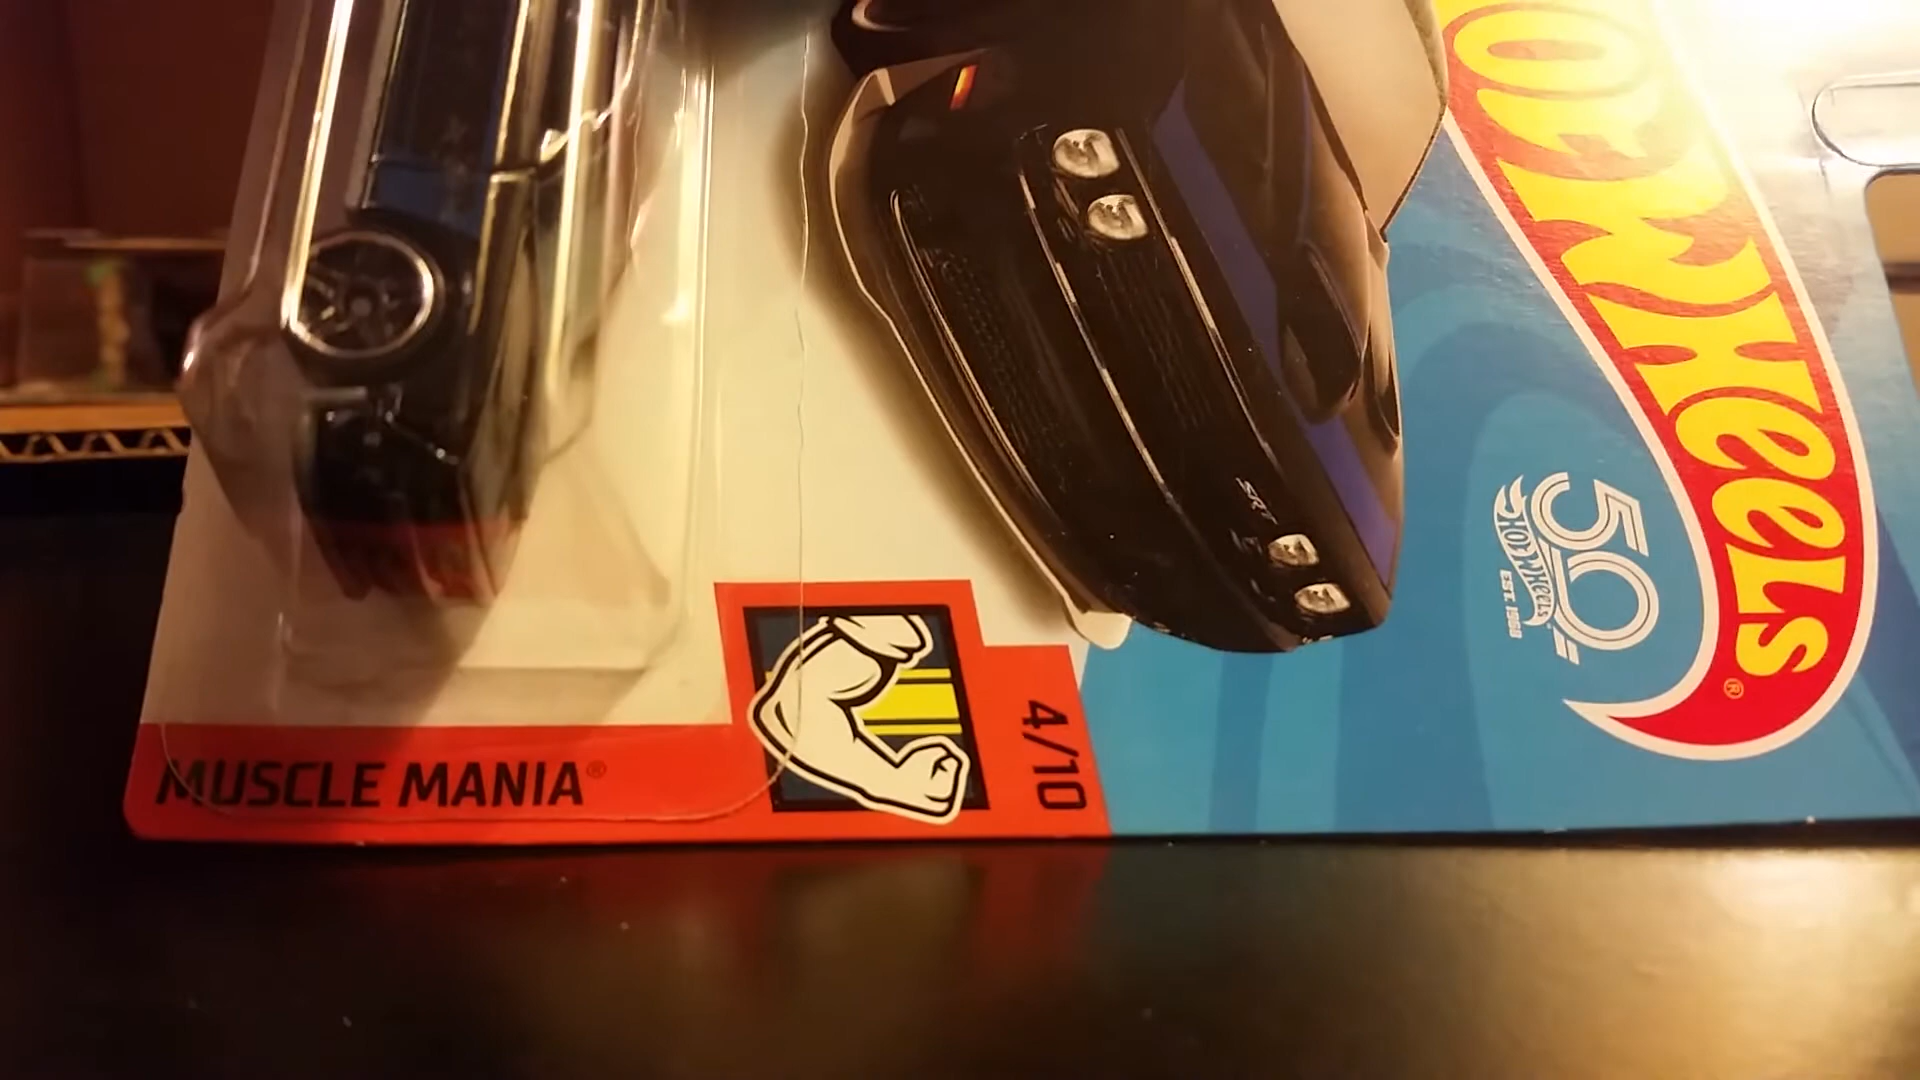 HOT WHEELS®
50
HOT WHEELS
EST. 1968
SRT
4/10
MUSCLE MANIA®